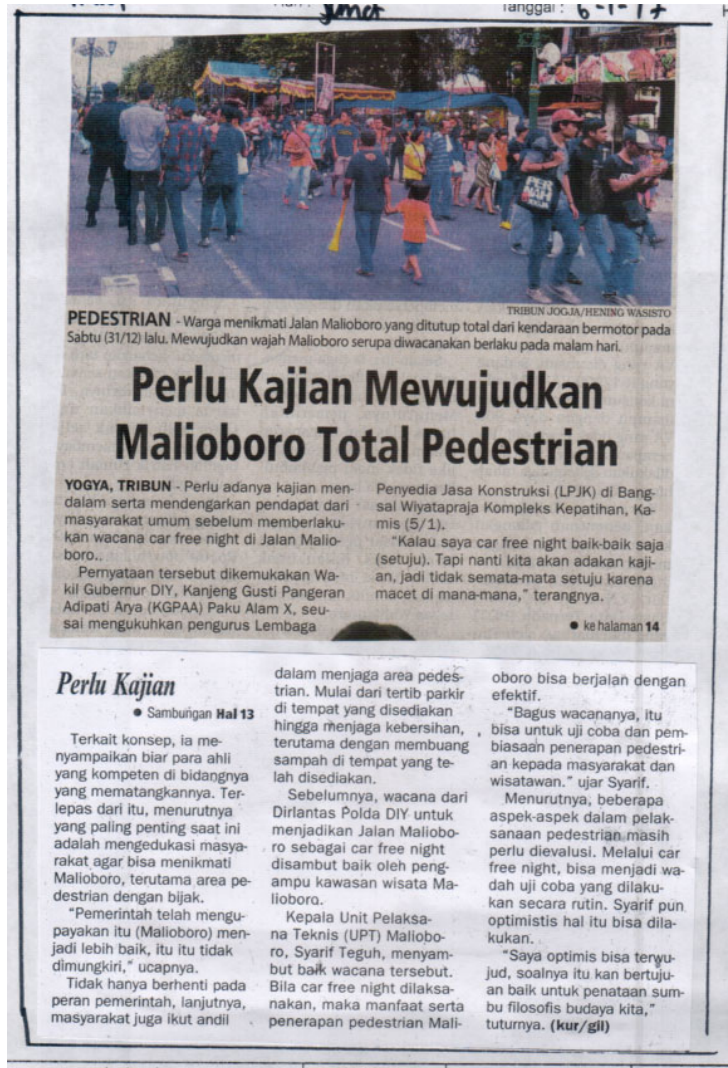 Tanggal : 6-1-17
TRIBUN JOGJA/HENING WASISTO
PEDESTRIAN - Warga menikmati Jalan Malioboro yang ditutup total dari kendaraan bermotor pada
Sabtu (31/12) lalu. Mewujudkan wajah Malioboro serupa diwacanakan berlaku pada malam hari.
Perlu Kajian Mewujudkan
Malioboro Total Pedestrian
YOGYA, TRIBUN - Perlu adanya kajian men-
dalam serta mendengarkan pendapat dari
masyarakat umum sebelum memberlaku-
kan wacana car free night di Jalan Malio-
boro..
Pernyataan tersebut dikemukakan Wa-
kil Gubernur DIY, Kanjeng Gusti Pangeran
Adipati Arya (KGPAA) Paku Alam X, seu-
sai mengukuhkan pengurus Lembaga
Penyedia Jasa Konstruksi (LPJK) di Bang-
sal Wiyatapraja Kompleks Kepatihan, Ka-
mis (5/1).
"Kalau saya car free night baik-baik saja
(setuju). Tapi nanti kita akan adakan kaji-
an, jadi tidak semata-mata setuju karena
macet di mana-mana," terangnya.
● ke halaman 14
Perlu Kajian
● Sambungan Hal 13
Terkait konsep, ia me-
nyampaikan biar para ahli
yang kompeten di bidangnya
yang mematangkannya. Ter-
lepas dari itu, menurutnya
yang paling penting saat ini
adalah mengedukasi masya-
rakat agar bisa menikmati
Malioboro, terutama area pe-
destrian dengan bijak.
"Pemerintah telah mengu-
payakan itu (Malioboro) men-
jadi lebih baik, itu itu tidak
dimungkiri," ucapnya.
Tidak hanya berhenti pada
peran pemerintah, lanjutnya,
masyarakat juga ikut andil
dalam menjaga area pedes-
trian. Mulai dari tertib parkir
di tempat yang disediakan
hingga menjaga kebersihan,
terutama dengan membuang
sampah di tempat yang te-
lah disediakan.
Sebelumnya, wacana dari
Dirlantas Polda DIY untuk
menjadikan Jalan Maliobo-
ro sebagai car free night
disambut baik oleh peng-
ampu kawasan wisata Ma-
lioboro.
Kepala Unit Pelaksa-
na Teknis (UPT) Maliobo-
ro, Syarif Teguh, menyam-
but baik wacana tersebut.
Bila car free night dilaksa-
nakan, maka manfaat serta
penerapan pedestrian Mali-
oboro bisa berjalan dengan
efektif.
"Bagus wacananya, itu
bisa untuk uji coba dan pem-
biasaan penerapan pedestri-
an kepada masyarakat dan
wisatawan." ujar Syarif.
Menurutnya, beberapa
aspek-aspek dalam pelak-
sanaan pedestrian masih
perlu dievalusi. Melalui car
free night, bisa menjadi wa-
dah uji coba yang dilaku-
kan secara rutin. Syarif pun
optimistis hal itu bisa dila-
kukan.
"Saya optimis bisa terwu-
jud, soalnya itu kan bertuju-
an baik untuk penataan sum-
bu filosofis budaya kita,"
tuturnya. (kur/gil)